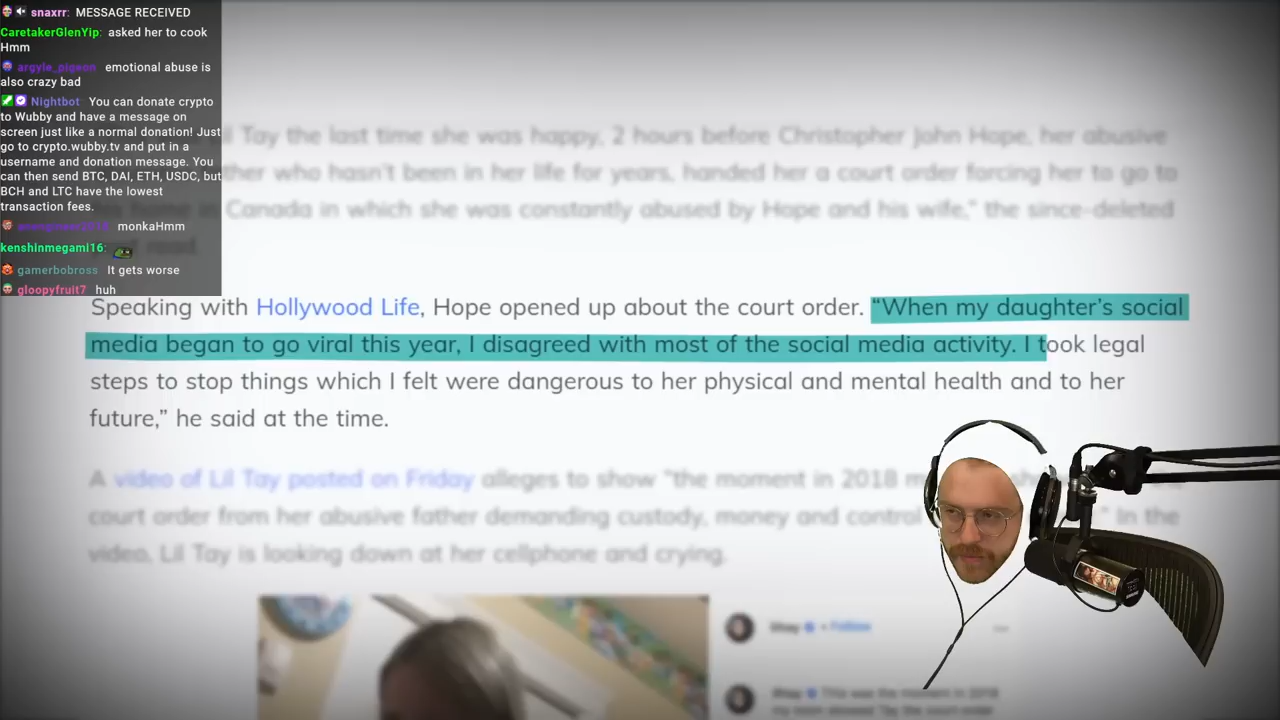 snaxrr: MESSAGE RECEIVED
CaretakerGlenYip: asked her to cook
Hmm
argyle_pigeon emotional abuse is
also crazy bad
Nightbot: You can donate crypto
to Wubby and have a message on
screen just like a normal donation! Just
go to crypto.wubby.tv and put in a
username and donation message. You
can then send BTC, DAI, ETH, USDC, but
BCH and LTC have the lowest
transaction fees.
monkaHmm
kenshinmegami16:
gamerbobross It gets worse
gloopyfruit7 huh
Tay the last time she was happy, 2 hours before Christopher John Hope, her abusive
who hasn't been in her life for years, handed her a court order forcing her to go to
Canada in which she was constantly abused by Hope and his wife," the since-deleted
read.
Speaking with Hollywood Life, Hope opened up about the court order. “When my daughter’s social
media began to go viral this year, I disagreed with most of the social media activity. I took legal
steps to stop things which I felt were dangerous to her physical and mental health and to her
future,” he said at the time.
A video of Lil Tay posted on Friday alleges to show "the moment in 2018
court order from her abusive father demanding custody, money and control In the
video, Lil Tay is looking down at her cellphone and crying.
Follow
This was the moment in 2018